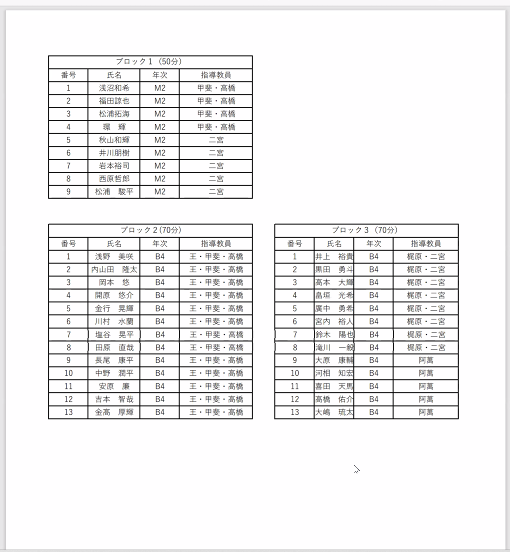 ブロック1（50分）
番号 氏名 年次 指導教員
1 浅沼和希 M2 甲斐・高橋
2 福田諒也 M2 甲斐・高橋
3 松浦拓海 M2 甲斐・高橋
4 環　輝 M2 甲斐・高橋
5 秋山和輝 M2 二宮
6 井川朋樹 M2 二宮
7 岩本裕司 M2 二宮
8 西原哲郎 M2 二宮
9 松浦　駿平 M2 二宮
ブロック2(70分)
番号 氏名 年次 指導教員
1 浅野　美咲 B4 王・甲斐・高橋
2 内山田　隆太 B4 王・甲斐・高橋
3 岡本　悠 B4 王・甲斐・高橋
4 開原　悠介 B4 王・甲斐・高橋
5 金行　晃輝 B4 王・甲斐・高橋
6 川村　水蘭 B4 王・甲斐・高橋
7 塩谷　晃平 B4 王・甲斐・高橋
8 田原　直哉 B4 王・甲斐・高橋
9 長尾　康平 B4 王・甲斐・高橋
10 中野　潤平 B4 王・甲斐・高橋
11 安原　廉 B4 王・甲斐・高橋
12 吉本　智哉 B4 王・甲斐・高橋
13 金高　厚輝 B4 王・甲斐・高橋
ブロック3（70分）
番号 氏名 年次 指導教員
1 井上　裕貴 B4 梶原・二宮
2 黒田　勇斗 B4 梶原・二宮
3 高本　大輝 B4 梶原・二宮
4 畠垣　光希 B4 梶原・二宮
5 廣中　勇希 B4 梶原・二宮
6 宮内　裕人 B4 梶原・二宮
7 鈴木　陽也 B4 梶原・二宮
8 滝川　一毅 B4 梶原・二宮
9 大原　康輔 B4 阿萬
10 河相　知宏 B4 阿萬
11 喜田　天馬 B4 阿萬
12 高橋　佑介 B4 阿萬
13 大嶋　琉太 B4 阿萬